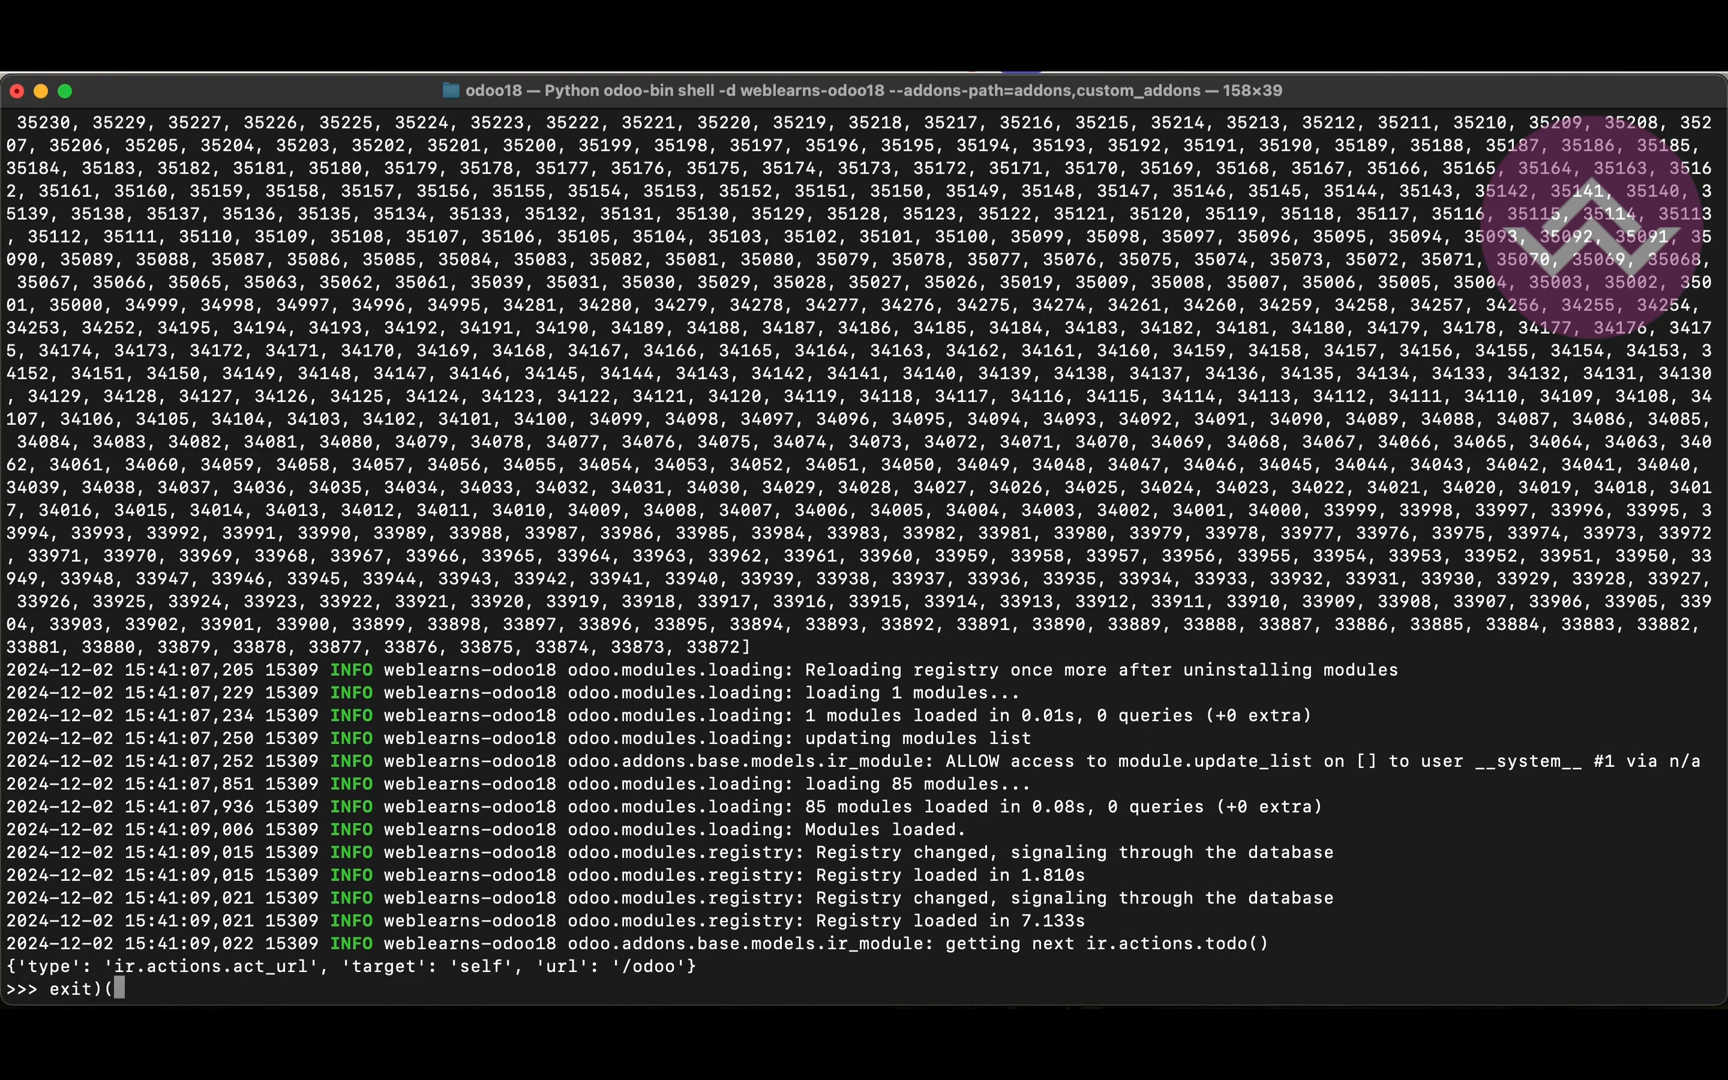 odoo18 — Python odoo-bin shell -d weblearns-odoo18 --addons-path=addons,custom_addons — 158×39
 35230, 35229, 35227, 35226, 35225, 35224, 35223, 35222, 35221, 35220, 35219, 35218, 35217, 35216, 35215, 35214, 35213, 35212, 35211, 35210, 35209, 35208, 352
07, 35206, 35205, 35204, 35203, 35202, 35201, 35200, 35199, 35198, 35197, 35196, 35195, 35194, 35193, 35192, 35191, 35190, 35189, 35188, 35187, 35186, 35185,
35184, 35183, 35182, 35181, 35180, 35179, 35178, 35177, 35176, 35175, 35174, 35173, 35172, 35171, 35170, 35169, 35168, 35167, 35166, 35165, 35164, 35163, 3516
2, 35161, 35160, 35159, 35158, 35157, 35156, 35155, 35154, 35153, 35152, 35151, 35150, 35149, 35148, 35147, 35146, 35145, 35144, 35143, 35142, 35141, 35140, 3
5139, 35138, 35137, 35136, 35135, 35134, 35133, 35132, 35131, 35130, 35129, 35128, 35123, 35122, 35121, 35120, 35119, 35118, 35117, 35116, 35115, 35114, 35113
, 35112, 35111, 35110, 35109, 35108, 35107, 35106, 35105, 35104, 35103, 35102, 35101, 35100, 35099, 35098, 35097, 35096, 35095, 35094, 35093, 35092, 35091, 35
090, 35089, 35088, 35087, 35086, 35085, 35084, 35083, 35082, 35081, 35080, 35079, 35078, 35077, 35076, 35075, 35074, 35073, 35072, 35071, 35070, 35069, 35068,
 35067, 35066, 35065, 35063, 35062, 35061, 35039, 35031, 35030, 35029, 35028, 35027, 35026, 35019, 35009, 35008, 35007, 35006, 35005, 35004, 35003, 35002, 350
01, 35000, 34999, 34998, 34997, 34996, 34995, 34281, 34280, 34279, 34278, 34277, 34276, 34275, 34274, 34261, 34260, 34259, 34258, 34257, 34256, 34255, 34254,
34253, 34252, 34195, 34194, 34193, 34192, 34191, 34190, 34189, 34188, 34187, 34186, 34185, 34184, 34183, 34182, 34181, 34180, 34179, 34178, 34177, 34176, 3417
5, 34174, 34173, 34172, 34171, 34170, 34169, 34168, 34167, 34166, 34165, 34164, 34163, 34162, 34161, 34160, 34159, 34158, 34157, 34156, 34155, 34154, 34153, 3
4152, 34151, 34150, 34149, 34148, 34147, 34146, 34145, 34144, 34143, 34142, 34141, 34140, 34139, 34138, 34137, 34136, 34135, 34134, 34133, 34132, 34131, 34130
, 34129, 34128, 34127, 34126, 34125, 34124, 34123, 34122, 34121, 34120, 34119, 34118, 34117, 34116, 34115, 34114, 34113, 34112, 34111, 34110, 34109, 34108, 34
107, 34106, 34105, 34104, 34103, 34102, 34101, 34100, 34099, 34098, 34097, 34096, 34095, 34094, 34093, 34092, 34091, 34090, 34089, 34088, 34087, 34086, 34085,
 34084, 34083, 34082, 34081, 34080, 34079, 34078, 34077, 34076, 34075, 34074, 34073, 34072, 34071, 34070, 34069, 34068, 34067, 34066, 34065, 34064, 34063, 340
62, 34061, 34060, 34059, 34058, 34057, 34056, 34055, 34054, 34053, 34052, 34051, 34050, 34049, 34048, 34047, 34046, 34045, 34044, 34043, 34042, 34041, 34040,
34039, 34038, 34037, 34036, 34035, 34034, 34033, 34032, 34031, 34030, 34029, 34028, 34027, 34026, 34025, 34024, 34023, 34022, 34021, 34020, 34019, 34018, 3401
7, 34016, 34015, 34014, 34013, 34012, 34011, 34010, 34009, 34008, 34007, 34006, 34005, 34004, 34003, 34002, 34001, 34000, 33999, 33998, 33997, 33996, 33995, 3
3994, 33993, 33992, 33991, 33990, 33989, 33988, 33987, 33986, 33985, 33984, 33983, 33982, 33981, 33980, 33979, 33978, 33977, 33976, 33975, 33974, 33973, 33972
, 33971, 33970, 33969, 33968, 33967, 33966, 33965, 33964, 33963, 33962, 33961, 33960, 33959, 33958, 33957, 33956, 33955, 33954, 33953, 33952, 33951, 33950, 33
949, 33948, 33947, 33946, 33945, 33944, 33943, 33942, 33941, 33940, 33939, 33938, 33937, 33936, 33935, 33934, 33933, 33932, 33931, 33930, 33929, 33928, 33927,
 33926, 33925, 33924, 33923, 33922, 33921, 33920, 33919, 33918, 33917, 33916, 33915, 33914, 33913, 33912, 33911, 33910, 33909, 33908, 33907, 33906, 33905, 339
04, 33903, 33902, 33901, 33900, 33899, 33898, 33897, 33896, 33895, 33894, 33893, 33892, 33891, 33890, 33889, 33888, 33887, 33886, 33885, 33884, 33883, 33882,
33881, 33880, 33879, 33878, 33877, 33876, 33875, 33874, 33873, 33872]
2024-12-02 15:41:07,205 15309 INFO weblearns-odoo18 odoo.modules.loading: Reloading registry once more after uninstalling modules
2024-12-02 15:41:07,229 15309 INFO weblearns-odoo18 odoo.modules.loading: loading 1 modules...
2024-12-02 15:41:07,234 15309 INFO weblearns-odoo18 odoo.modules.loading: 1 modules loaded in 0.01s, 0 queries (+0 extra)
2024-12-02 15:41:07,250 15309 INFO weblearns-odoo18 odoo.modules.loading: updating modules list
2024-12-02 15:41:07,252 15309 INFO weblearns-odoo18 odoo.addons.base.models.ir_module: ALLOW access to module.update_list on [] to user __system__ #1 via n/a
2024-12-02 15:41:07,851 15309 INFO weblearns-odoo18 odoo.modules.loading: loading 85 modules...
2024-12-02 15:41:07,936 15309 INFO weblearns-odoo18 odoo.modules.loading: 85 modules loaded in 0.08s, 0 queries (+0 extra)
2024-12-02 15:41:09,006 15309 INFO weblearns-odoo18 odoo.modules.loading: Modules loaded.
2024-12-02 15:41:09,015 15309 INFO weblearns-odoo18 odoo.modules.registry: Registry changed, signaling through the database
2024-12-02 15:41:09,015 15309 INFO weblearns-odoo18 odoo.modules.registry: Registry loaded in 1.810s
2024-12-02 15:41:09,021 15309 INFO weblearns-odoo18 odoo.modules.registry: Registry changed, signaling through the database
2024-12-02 15:41:09,021 15309 INFO weblearns-odoo18 odoo.modules.registry: Registry loaded in 7.133s
2024-12-02 15:41:09,022 15309 INFO weblearns-odoo18 odoo.addons.base.models.ir_module: getting next ir.actions.todo()
{'type': 'ir.actions.act_url', 'target': 'self', 'url': '/odoo'}
>>> exit)(